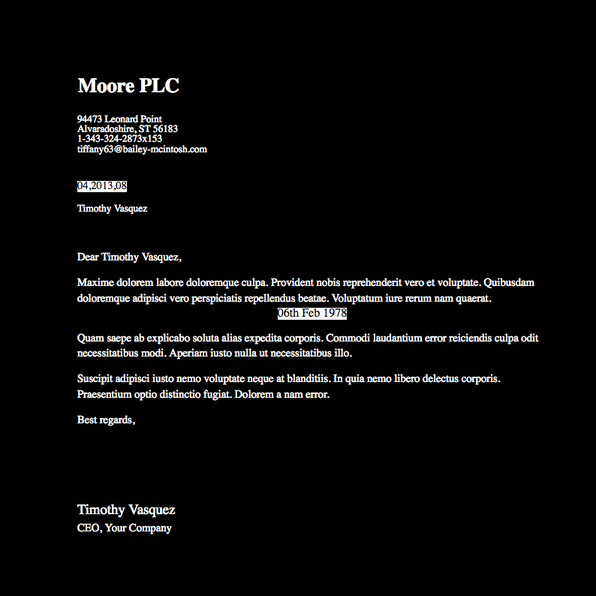 Moore PLC
94473 Leonard Point
Alvaradoshire, ST 56183
1-343-324-2873x153
tiffany63@bailey-mcintosh.com
04,2013,08
Timothy Vasquez
Dear Timothy Vasquez,
Maxime dolorem labore doloremque culpa. Provident nobis reprehenderit vero et voluptate. Quibusdam
doloremque adipisci vero perspiciatis repellendus beatae. Voluptatum iure rerum nam quaerat.
06th Feb 1978
Quam saepe ab explicabo soluta alias expedita corporis. Commodi laudantium error reiciendis culpa odit
necessitatibus modi. Aperiam iusto nulla ut necessitatibus illo.
Suscipit adipisci iusto nemo voluptate neque at blanditiis. In quia nemo libero delectus corporis.
Praesentium optio distinctio fugiat. Dolorem a nam error.
Best regards,
Timothy Vasquez
CEO, Your Company